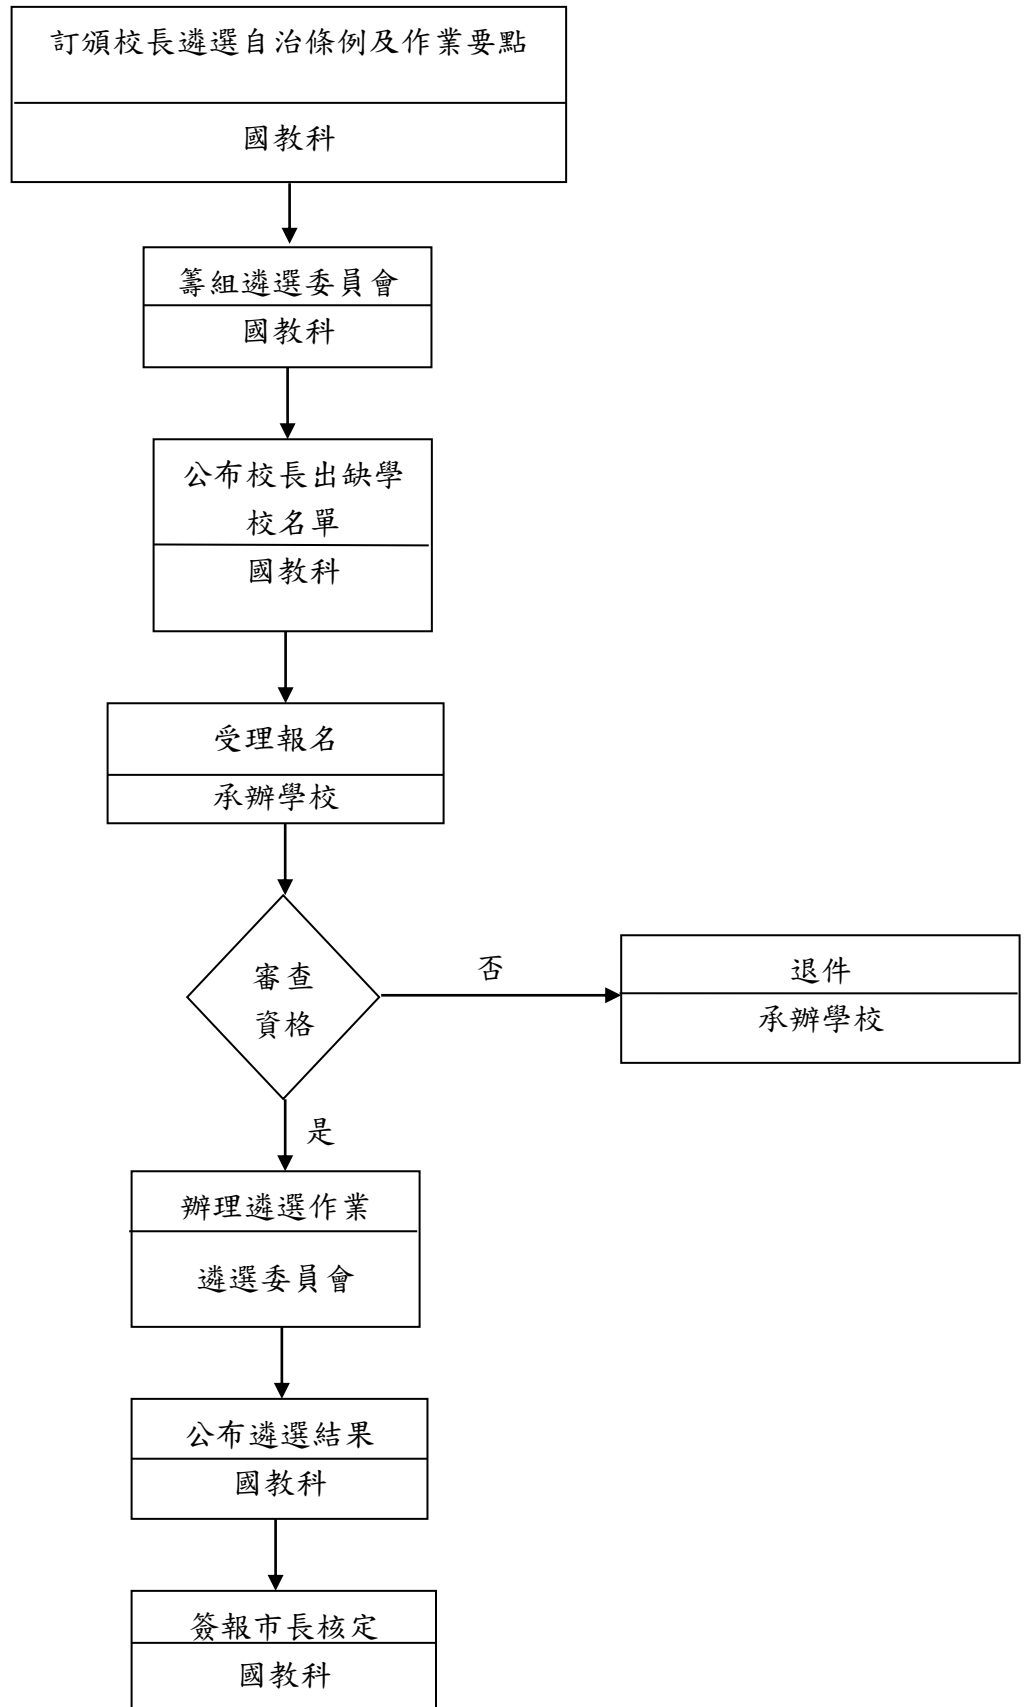 訂頒校長遴選自治條例及作業要點
國教科
籌組遴選委員會
國教科
公布校長出缺學
校名單
國教科
受理報名
承辦學校
審查
資格
否
退件
承辦學校
是
辦理遴選作業
遴選委員會
公布遴選結果
國教科
簽報市長核定
國教科